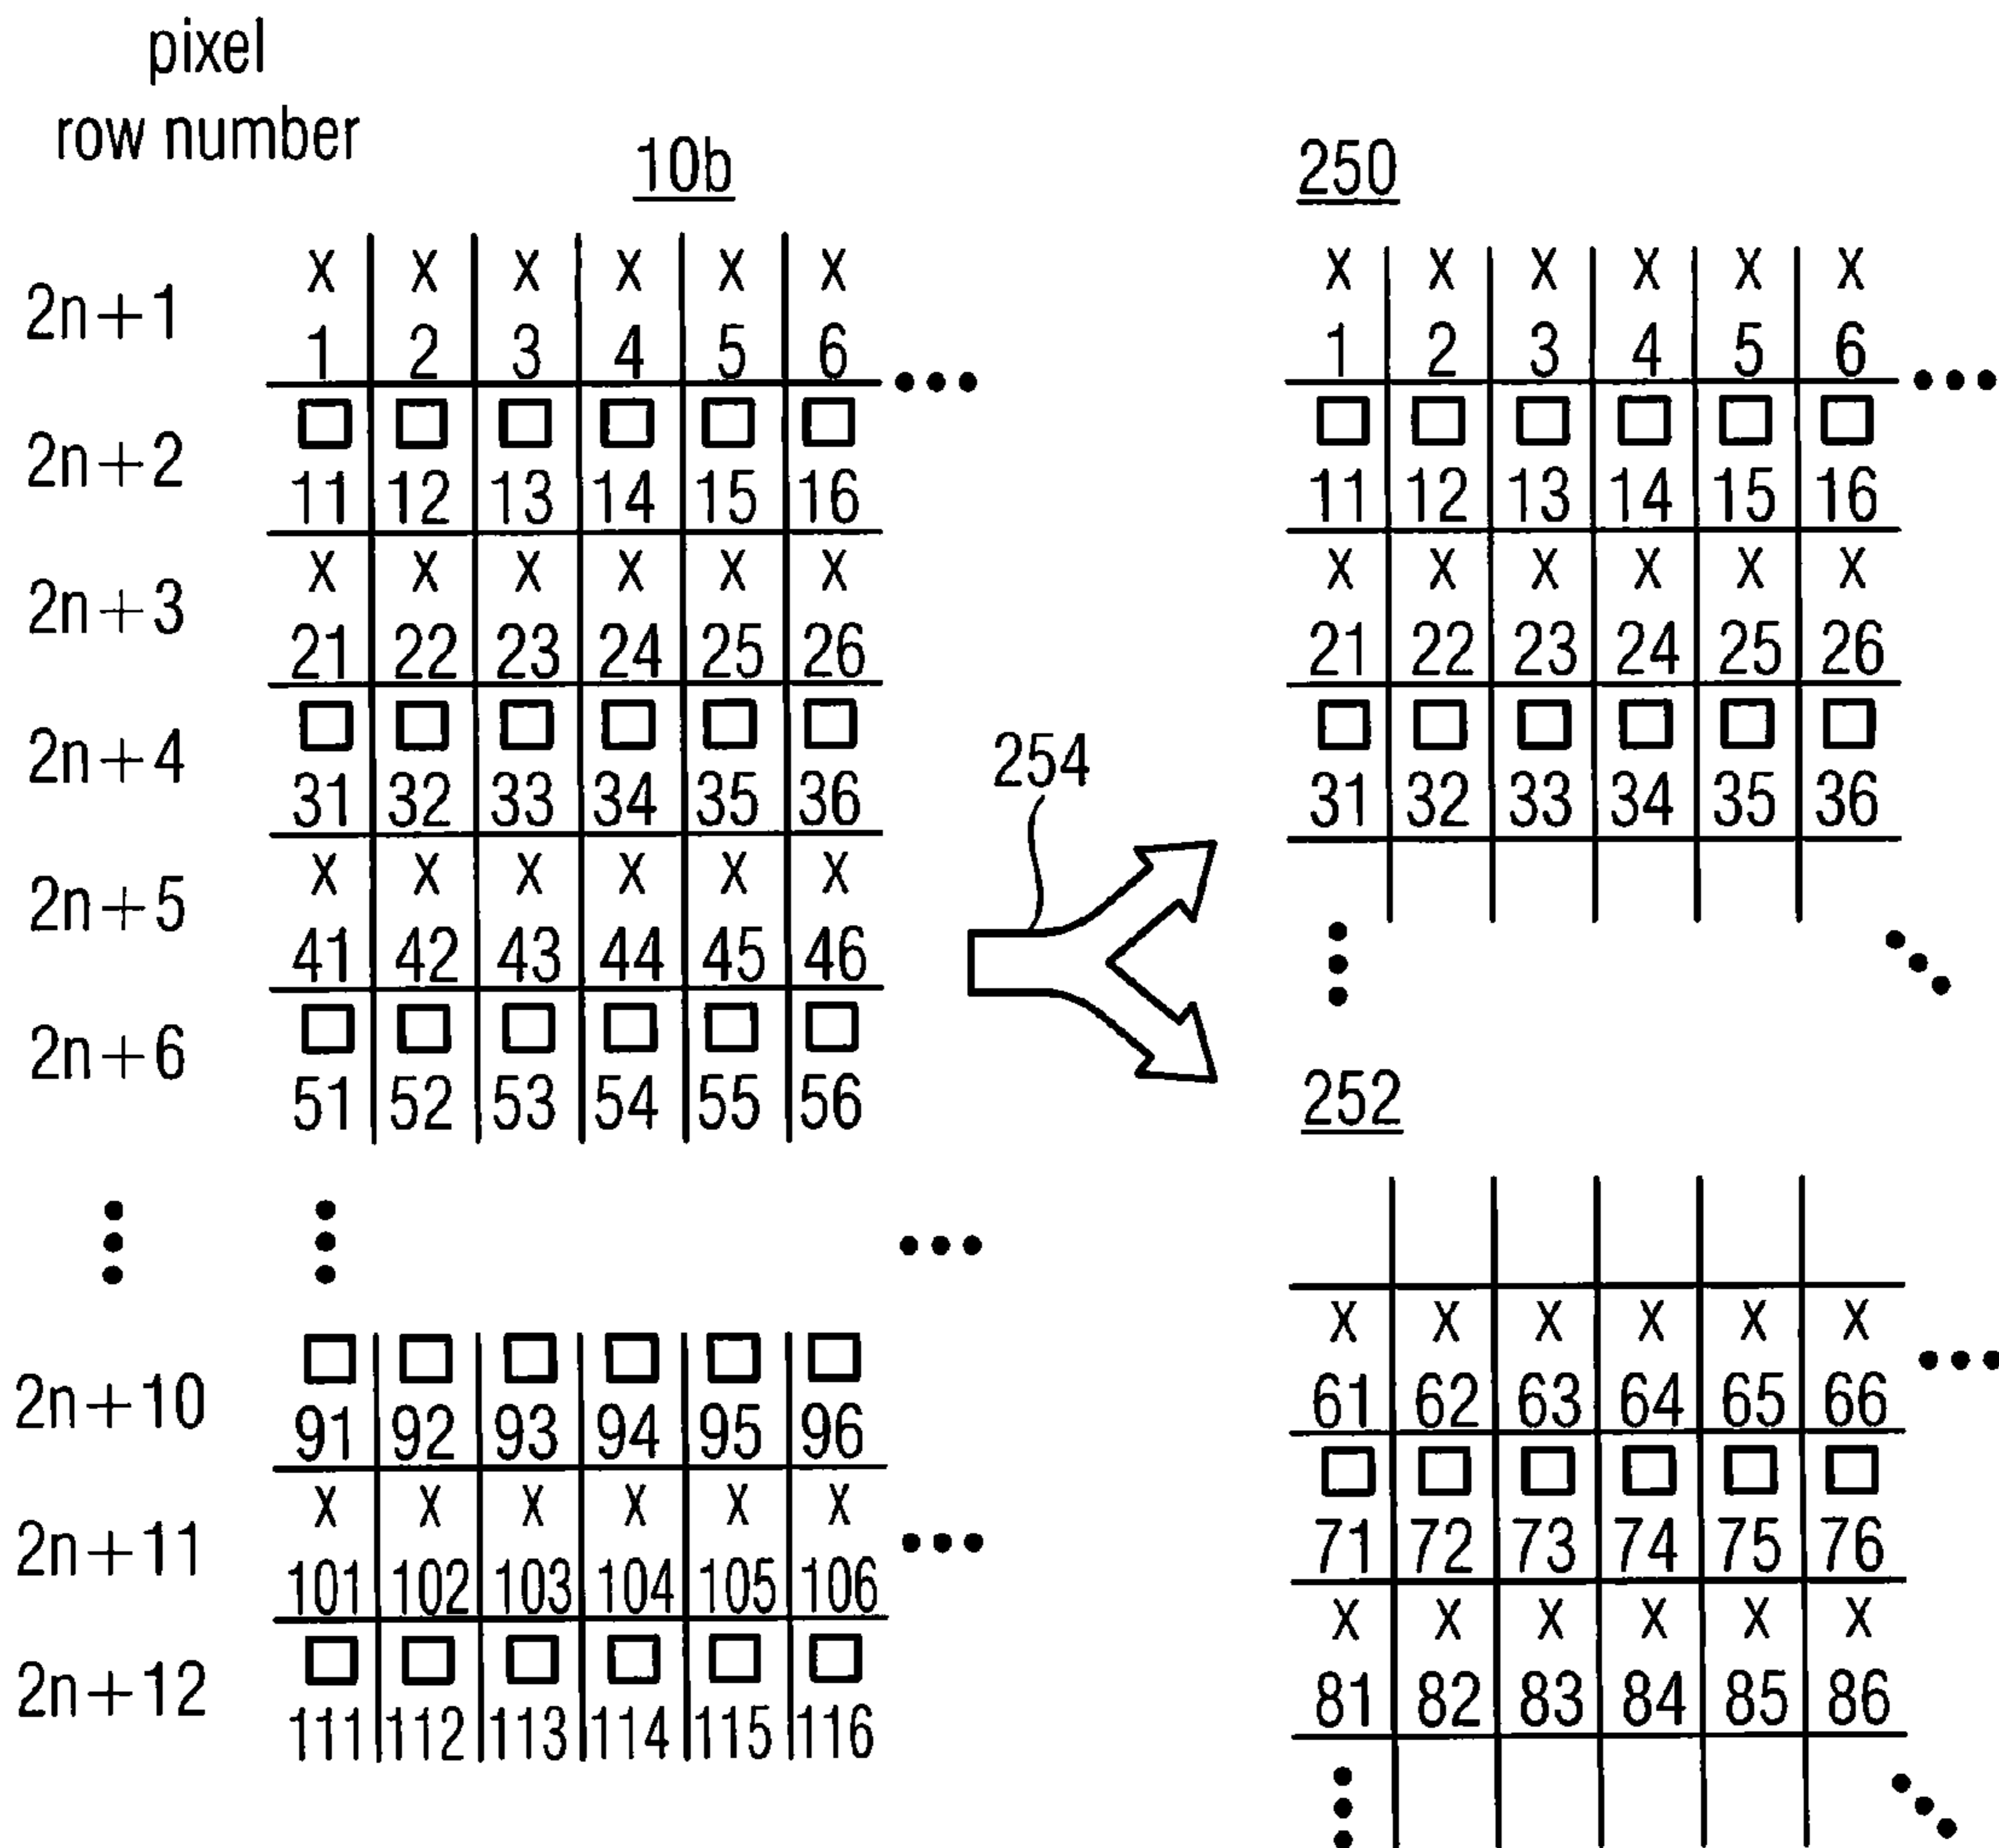 pixel
row number
10b
2n+1 x x x x x x
1 2 3 4 5 6
2n+2
11 12 13 14 15 16
2n+3 x x x x x x
21 22 23 24 25 26
2n+4
31 32 33 34 35 36
2n+5 x x x x x x
41 42 43 44 45 46
2n+6
51 52 53 54 55 56
2n+10
91 92 93 94 95 96
2n+11 x x x x x x
101 102 103 104 105 106
2n+12
111 112 113 114 115 116
254
250
x x x x x x
1 2 3 4 5 6
11 12 13 14 15 16
x x x x x x
21 22 23 24 25 26
31 32 33 34 35 36
252
x x x x x x
61 62 63 64 65 66
71 72 73 74 75 76
x x x x x x
81 82 83 84 85 86